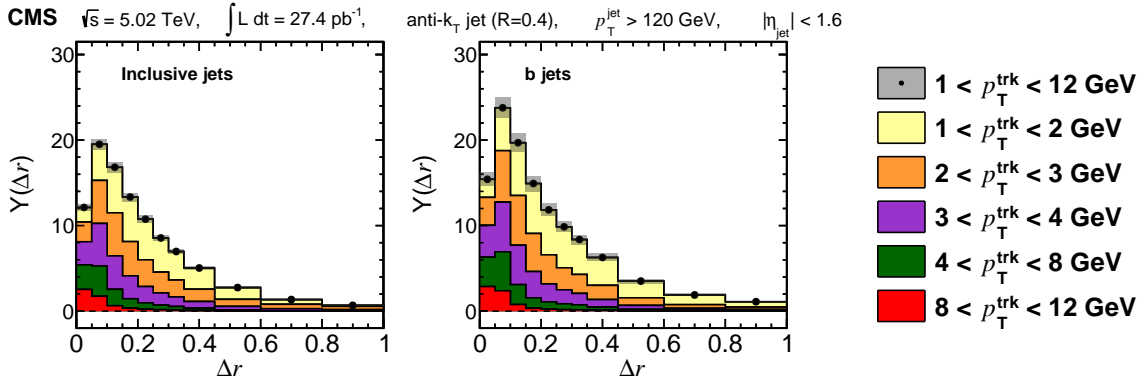 CMS √s = 5.02 TeV, ∫L dt = 27.4 pb⁻¹, anti-k_T jet (R=0.4), p_T^jet > 120 GeV, |η_jet| < 1.6
Inclusive jets
Y(Δr)
30
20
10
0
0 0.2 0.4 0.6 0.8 1
Δr
b jets
Y(Δr)
30
20
10
0
0 0.2 0.4 0.6 0.8 1
Δr
1 < p_T^trk < 12 GeV
1 < p_T^trk < 2 GeV
2 < p_T^trk < 3 GeV
3 < p_T^trk < 4 GeV
4 < p_T^trk < 8 GeV
8 < p_T^trk < 12 GeV